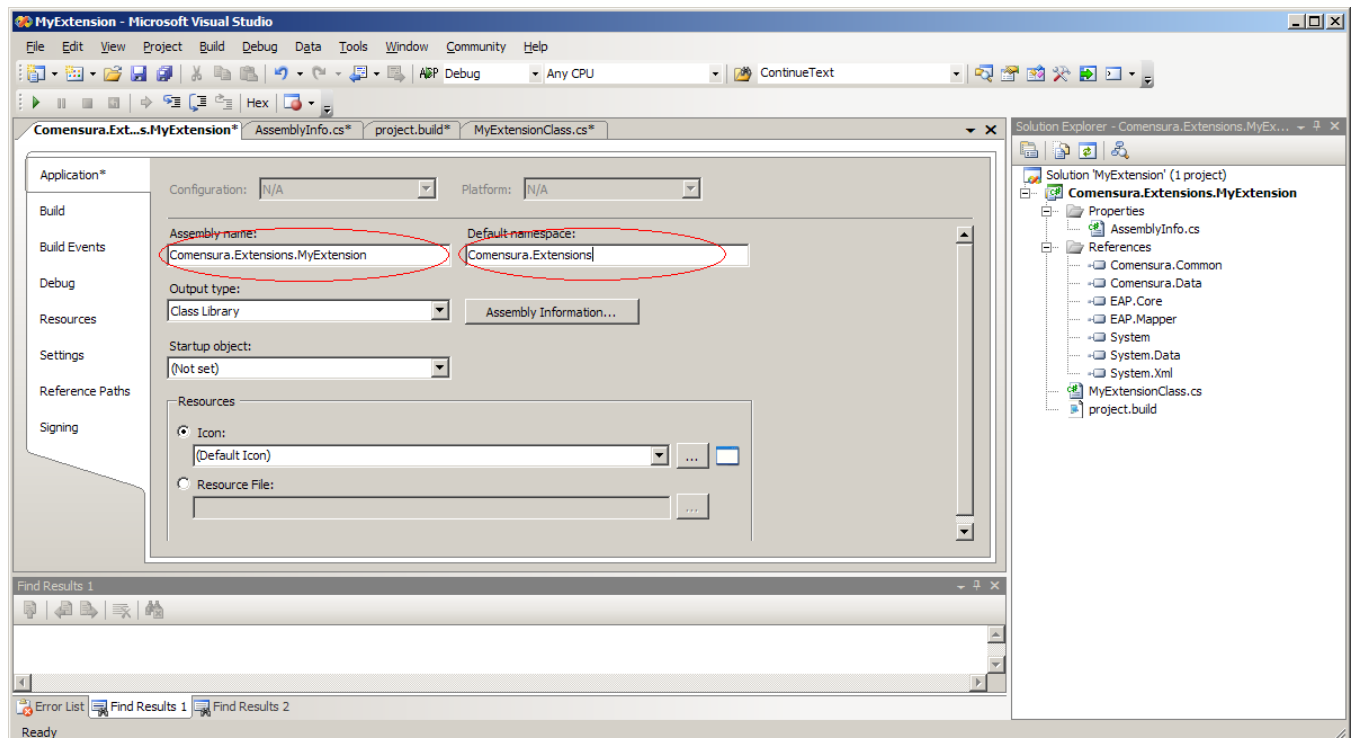 MyExtension - Microsoft Visual Studio
File Edit View Project Build Debug Data Tools Window Community Help
Debug Any CPU ContinueText
Hex
Comensura.Ext...s.MyExtension* AssemblyInfo.cs* project.build* MyExtensionClass.cs*
Application*
Build
Build Events
Debug
Resources
Settings
Reference Paths
Signing
Configuration: N/A Platform: N/A
Assembly name: Default namespace:
Comensura.Extensions.MyExtension Comensura.Extensions
Output type:
Class Library Assembly Information...
Startup object:
(Not set)
Resources
Icon:
(Default Icon) ...
Resource File:
...
Solution Explorer - Comensura.Extensions.MyEx...
Solution 'MyExtension' (1 project)
Comensura.Extensions.MyExtension
Properties
AssemblyInfo.cs
References
Comensura.Common
Comensura.Data
EAP.Core
EAP.Mapper
System
System.Data
System.Xml
MyExtensionClass.cs
project.build
Find Results 1
Error List Find Results 1 Find Results 2
Ready